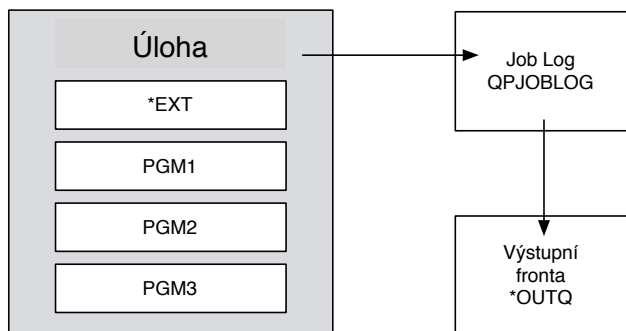 Úloha
*EXT
PGM1
PGM2
PGM3
Job Log
QPJOBLOG
Výstupní
fronta
*OUTQ